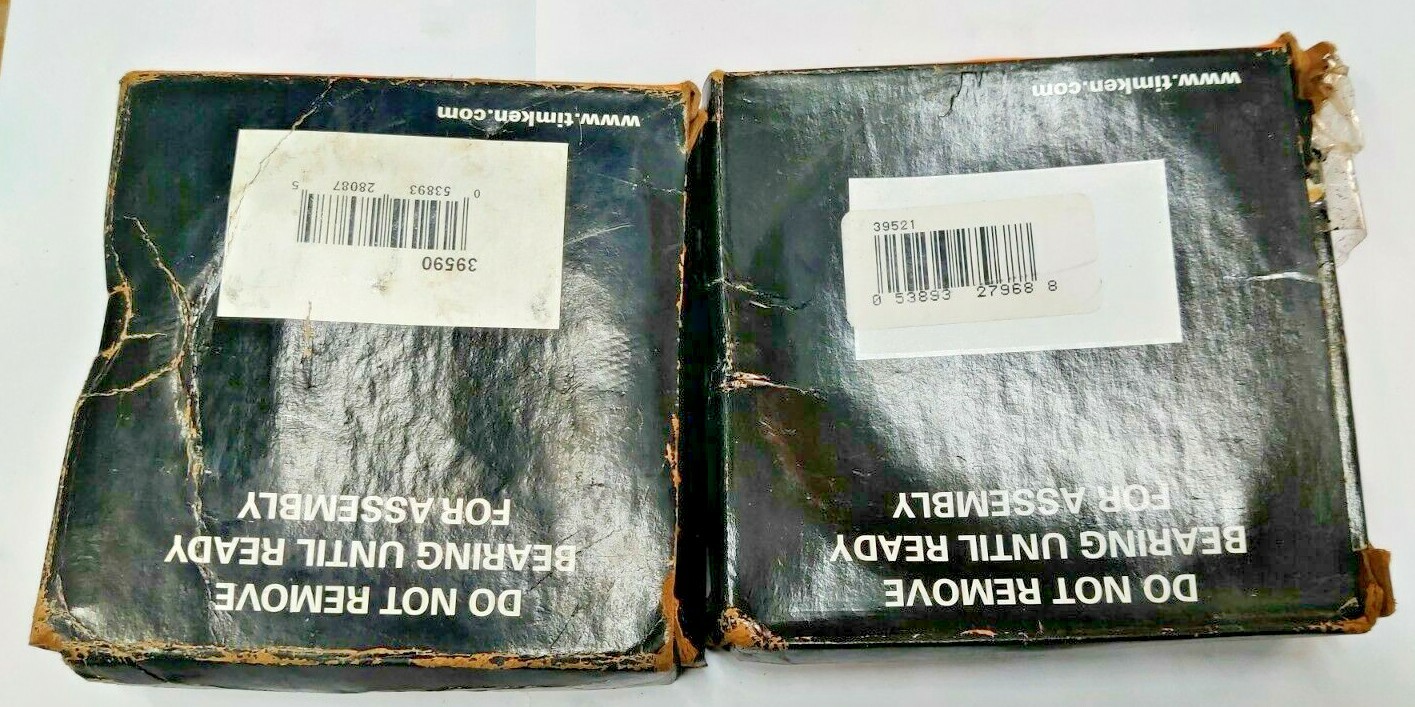 DO NOT REMOVE
BEARING UNTIL READY
FOR ASSEMBLY
39590
0 53893 28087 5
www.timken.com
DO NOT REMOVE
BEARING UNTIL READY
FOR ASSEMBLY
39521
0 53893 27968 8
www.timken.com